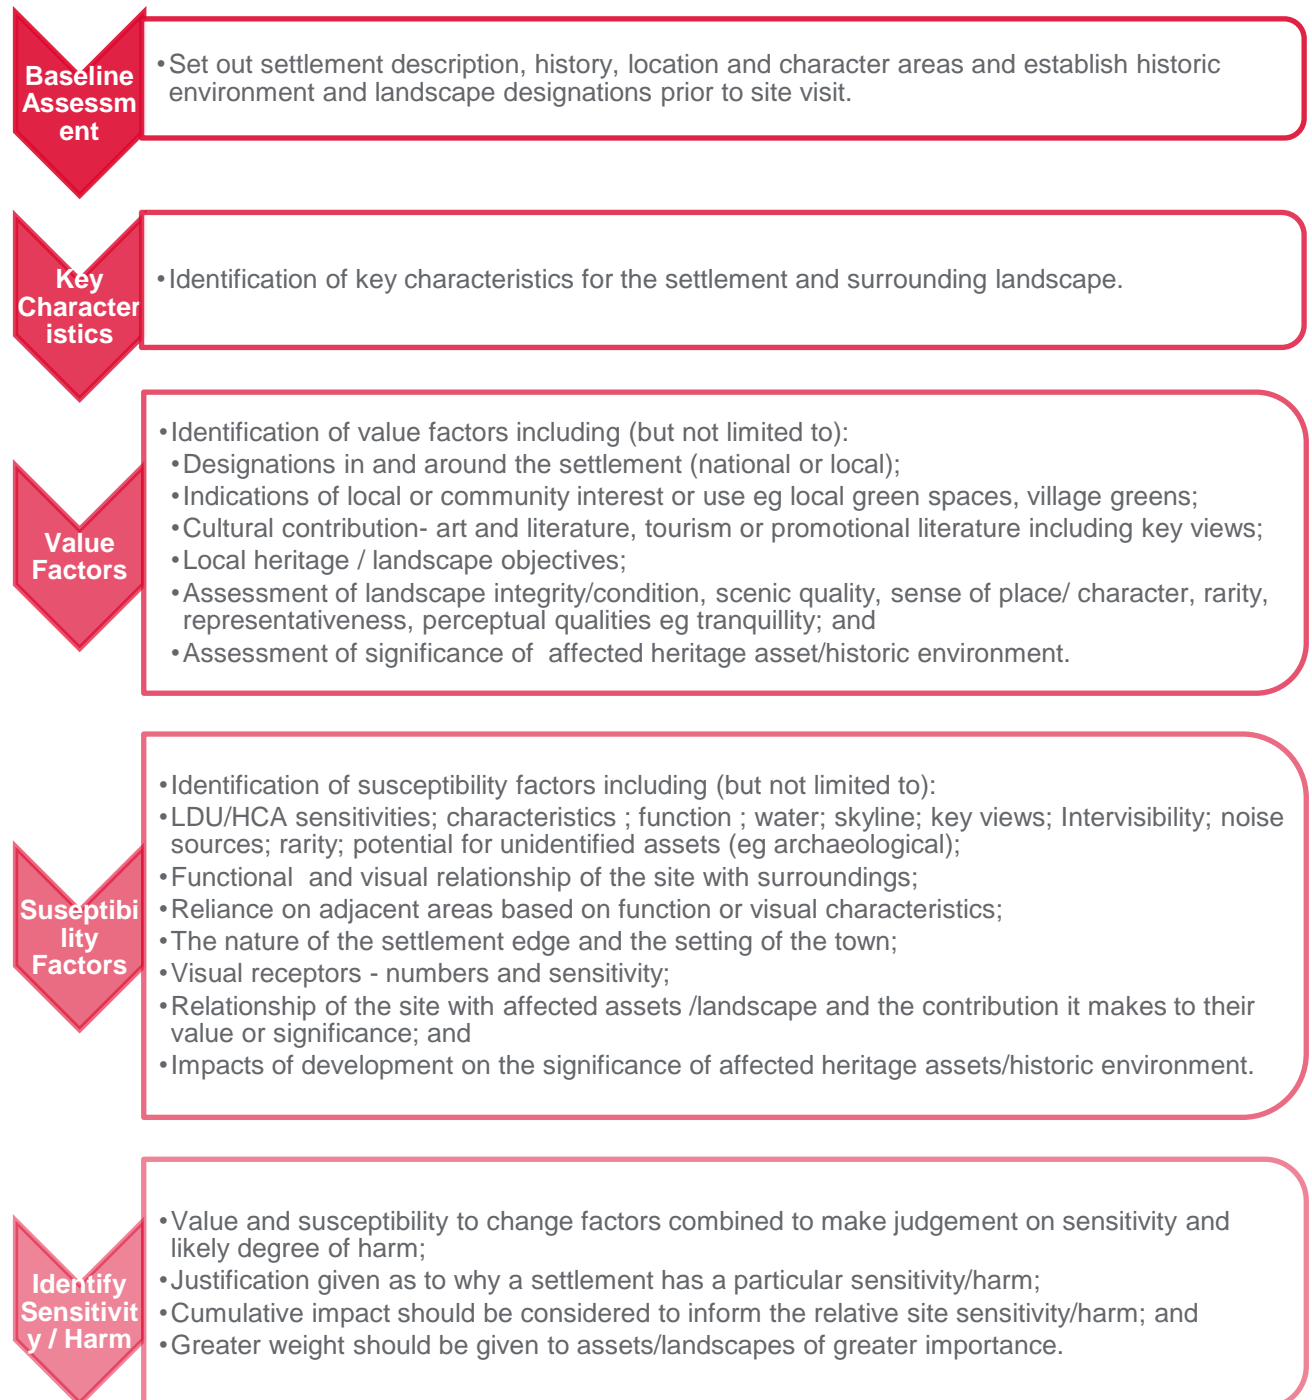 Baseline
Assessm
ent
•Set out settlement description, history, location and character areas and establish historic
environment and landscape designations prior to site visit.
Key
Character
istics
•Identification of key characteristics for the settlement and surrounding landscape.
Value
Factors
•Identification of value factors including (but not limited to):
•Designations in and around the settlement (national or local);
•Indications of local or community interest or use eg local green spaces, village greens;
•Cultural contribution- art and literature, tourism or promotional literature including key views;
•Local heritage / landscape objectives;
•Assessment of landscape integrity/condition, scenic quality, sense of place/ character, rarity,
representativeness, perceptual qualities eg tranquillity; and
•Assessment of significance of affected heritage asset/historic environment.
Suseptibi
lity
Factors
•Identification of susceptibility factors including (but not limited to):
•LDU/HCA sensitivities; characteristics ; function ; water; skyline; key views; Intervisibility; noise
sources; rarity; potential for unidentified assets (eg archaeological);
•Functional and visual relationship of the site with surroundings;
•Reliance on adjacent areas based on function or visual characteristics;
•The nature of the settlement edge and the setting of the town;
•Visual receptors - numbers and sensitivity;
•Relationship of the site with affected assets /landscape and the contribution it makes to their
value or significance; and
•Impacts of development on the significance of affected heritage assets/historic environment.
Identify
Sensitivit
y / Harm
•Value and susceptibility to change factors combined to make judgement on sensitivity and
likely degree of harm;
•Justification given as to why a settlement has a particular sensitivity/harm;
•Cumulative impact should be considered to inform the relative site sensitivity/harm; and
•Greater weight should be given to assets/landscapes of greater importance.